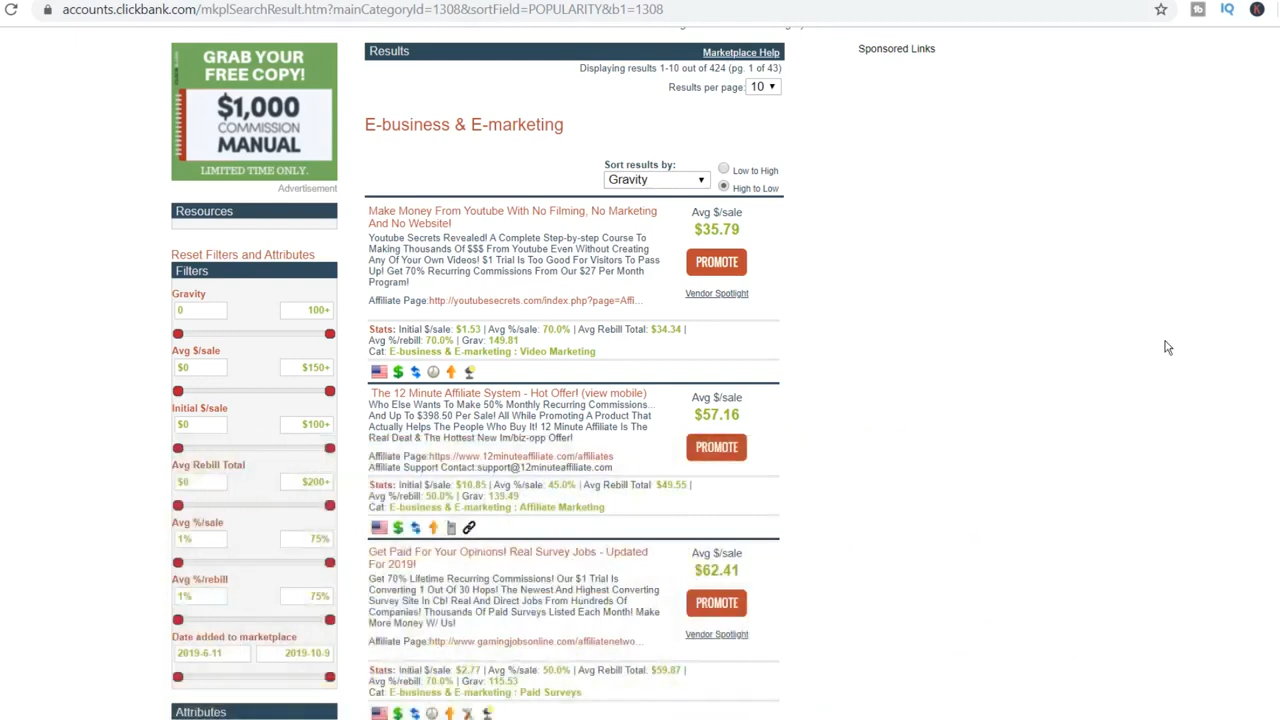 accounts.clickbank.com/mkplSearchResult.htm?mainCategoryId=1308&sortField=POPULARITY&b1=1308
GRAB YOUR
FREE COPY!
$1,000
COMMISSION
MANUAL
LIMITED TIME ONLY.
Advertisement
Resources
Reset Filters and Attributes
Filters
Gravity
0 100+
Avg $/sale
$0 $150+
Initial $/sale
$0 $100+
Avg Rebill Total
$0 $200+
Avg %/sale
1% 75%
Avg %/rebill
1% 75%
Date added to marketplace
2019-6-11 2019-10-9
Attributes
Results Marketplace Help
Displaying results 1-10 out of 424 (pg. 1 of 43)
Results per page: 10
E-business & E-marketing
Sort results by:
Gravity
Low to High
High to Low
Make Money From Youtube With No Filming, No Marketing
And No Website!
Youtube Secrets Revealed! A Complete Step-by-step Course To
Making Thousands Of $$$ From Youtube Even Without Creating
Any Of Your Own Videos! $1 Trial Is Too Good For Visitors To Pass
Up! Get 70% Recurring Commissions From Our $27 Per Month
Program!
Affiliate Page:http://youtubesecrets.com/index.php?page=Affi...
Avg $/sale
$35.79
PROMOTE
Vendor Spotlight
Stats: Initial $/sale: $1.53 | Avg %/sale: 70.0% | Avg Rebill Total: $34.34 |
Avg %/rebill: 70.0% | Grav: 149.81
Cat: E-business & E-marketing : Video Marketing
The 12 Minute Affiliate System - Hot Offer! (view mobile)
Who Else Wants To Make 50% Monthly Recurring Commissions...
And Up To $398.50 Per Sale! All While Promoting A Product That
Actually Helps The People Who Buy It! 12 Minute Affiliate Is The
Real Deal & The Hottest New Im/biz-opp Offer!
Affiliate Page:https://www.12minuteaffiliate.com/affiliates
Affiliate Support Contact:support@12minuteaffiliate.com
Avg $/sale
$57.16
PROMOTE
Stats: Initial $/sale: $10.85 | Avg %/sale: 45.0% | Avg Rebill Total: $49.55 |
Avg %/rebill: 50.0% | Grav: 139.49
Cat: E-business & E-marketing : Affiliate Marketing
Get Paid For Your Opinions! Real Survey Jobs - Updated
For 2019!
Get 70% Lifetime Recurring Commissions! Our $1 Trial Is
Converting 1 Out Of 30 Hops! The Newest And Highest Converting
Survey Site In Cb! Real And Direct Jobs From Hundreds Of
Companies! Thousands Of Paid Surveys Listed Each Month! Make
More Money W/ Us!
Affiliate Page:http://www.gamingjobsonline.com/affiliatenetwo...
Avg $/sale
$62.41
PROMOTE
Vendor Spotlight
Stats: Initial $/sale: $2.77 | Avg %/sale: 50.0% | Avg Rebill Total: $59.87 |
Avg %/rebill: 70.0% | Grav: 115.53
Cat: E-business & E-marketing : Paid Surveys
Sponsored Links